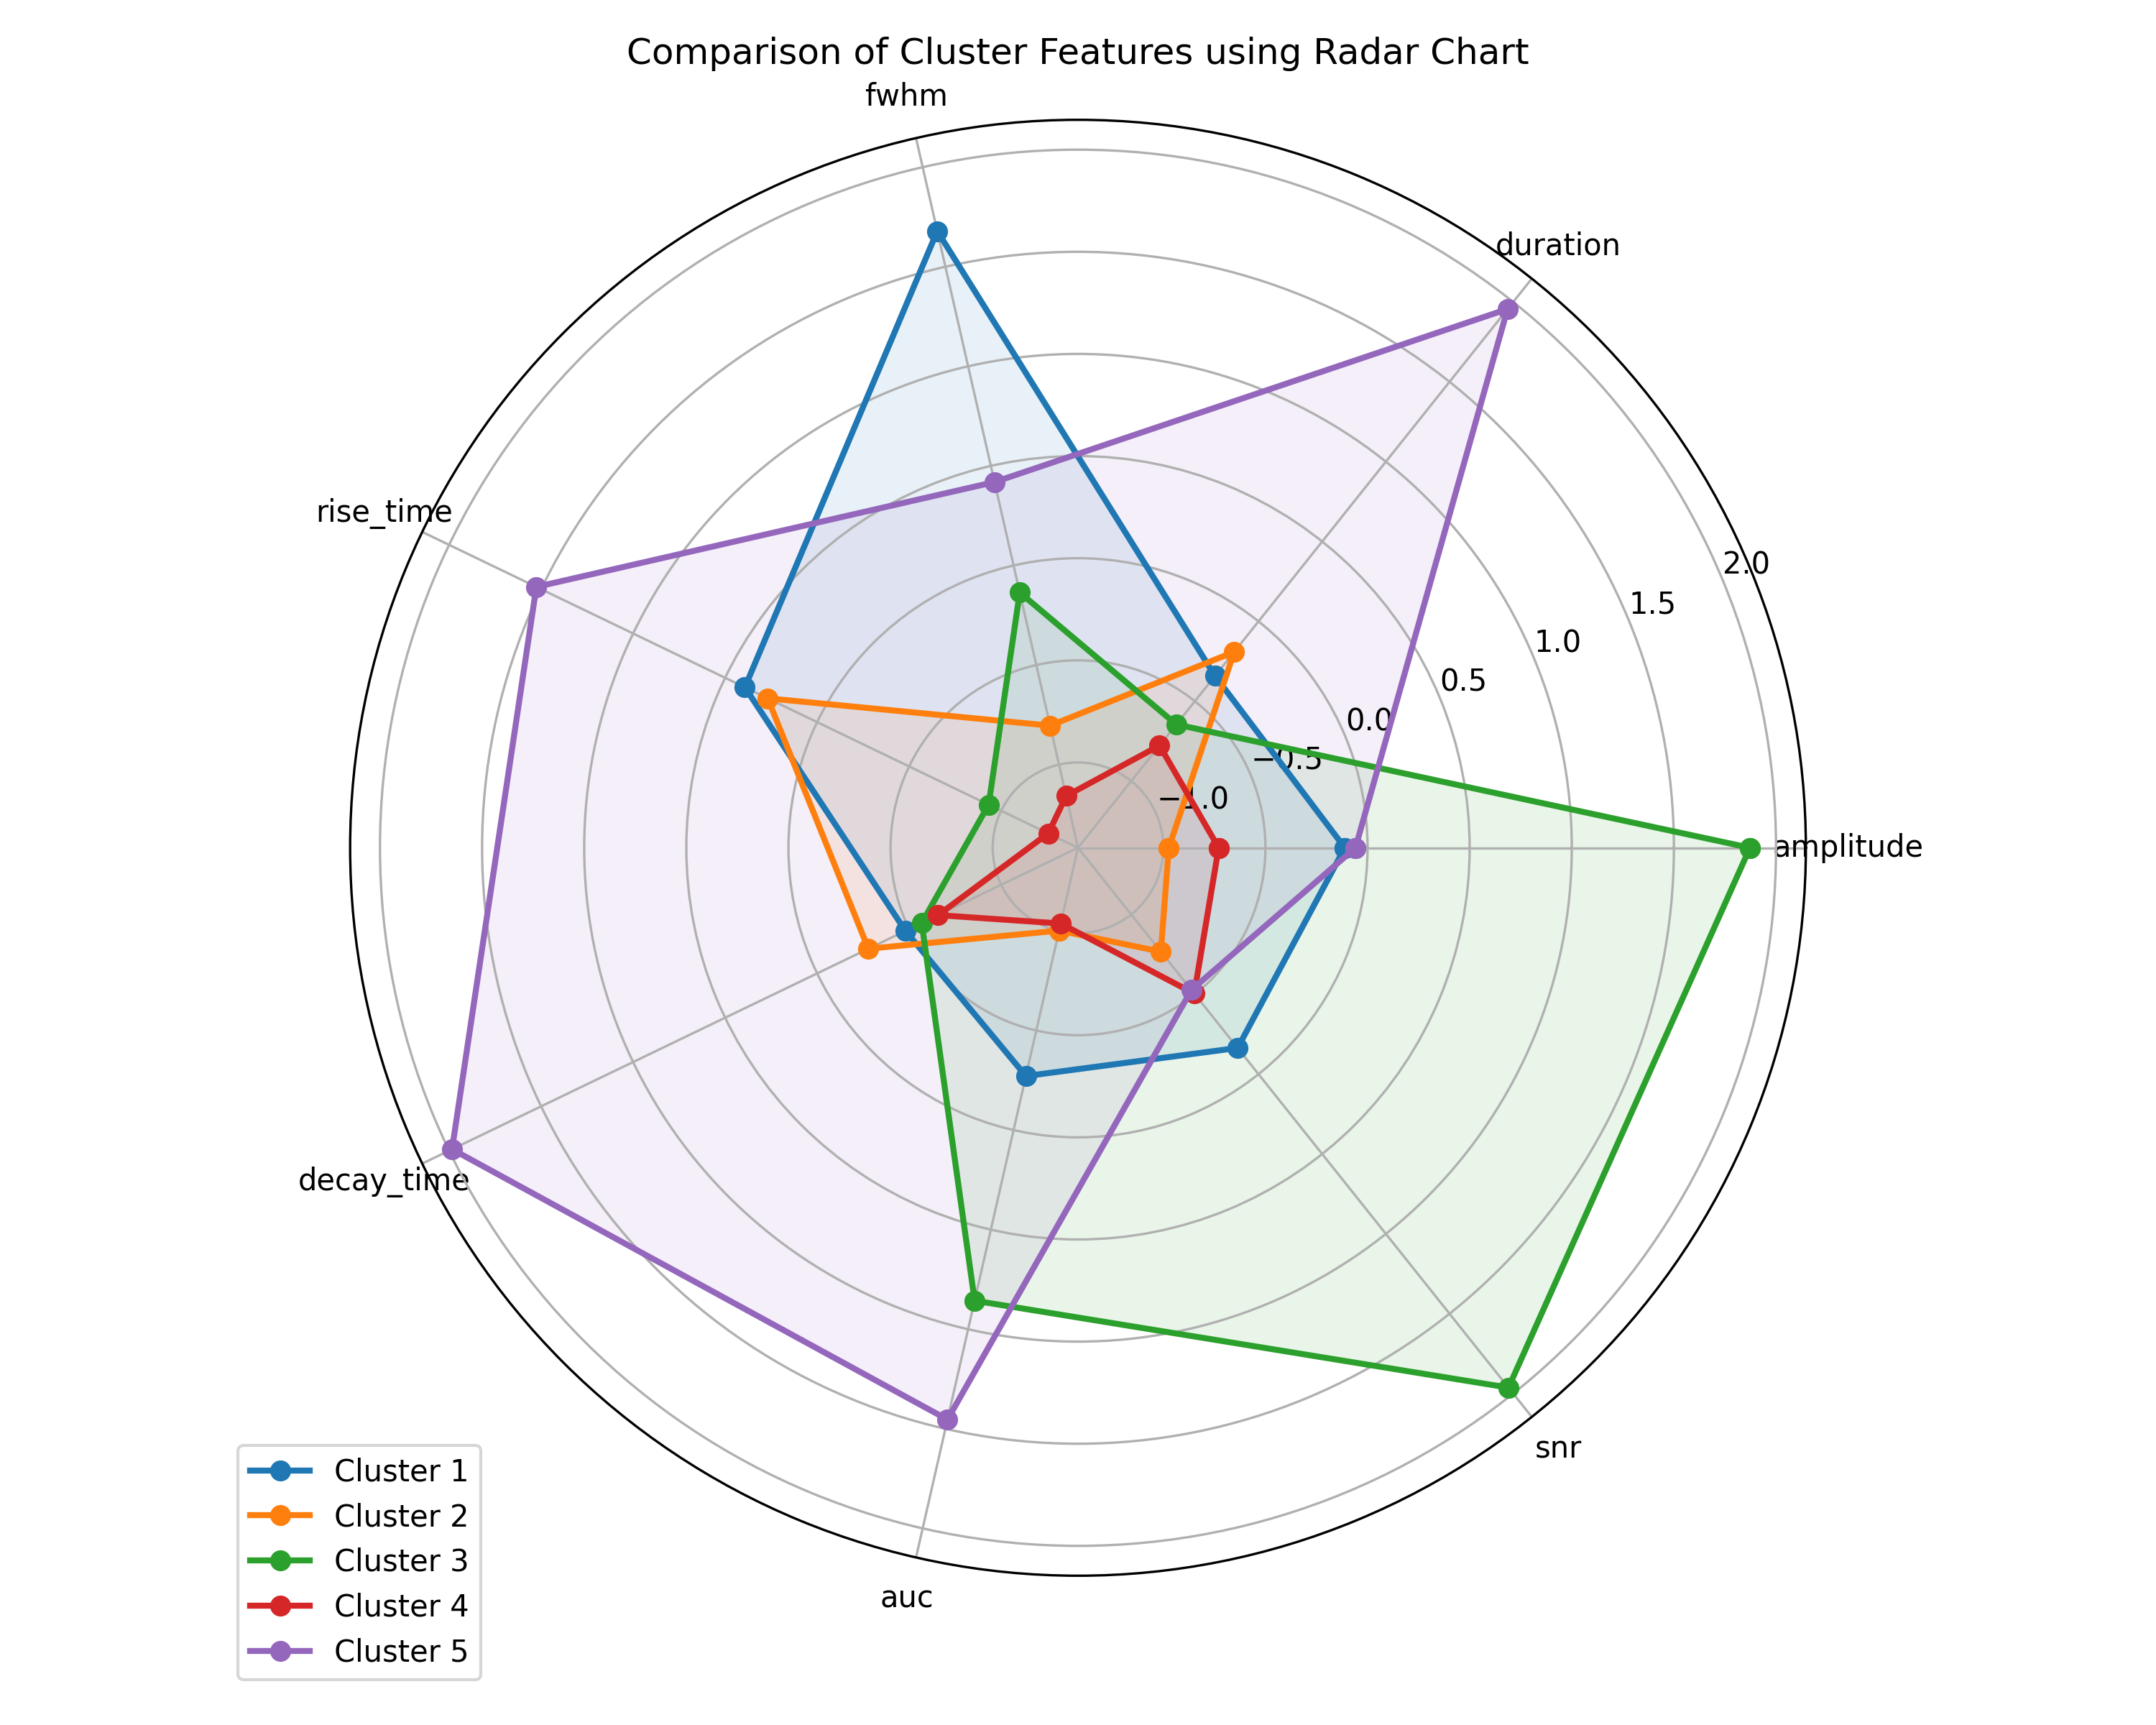 Comparison of Cluster Features using Radar Chart
fwhm
duration
rise_time
2.0
1.5
1.0
0.5
0.0
−0.5
−1.0
amplitude
decay_time
snr
auc
Cluster 1
Cluster 2
Cluster 3
Cluster 4
Cluster 5